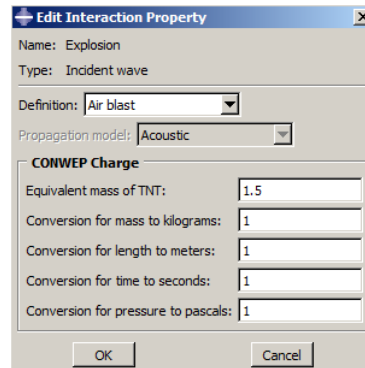 Edit Interaction Property
Name: Explosion
Type: Incident wave
Definition: Air blast
Propagation model: Acoustic
CONWEP Charge
Equivalent mass of TNT: 1.5
Conversion for mass to kilograms: 1
Conversion for length to meters: 1
Conversion for time to seconds: 1
Conversion for pressure to pascals: 1
OK Cancel